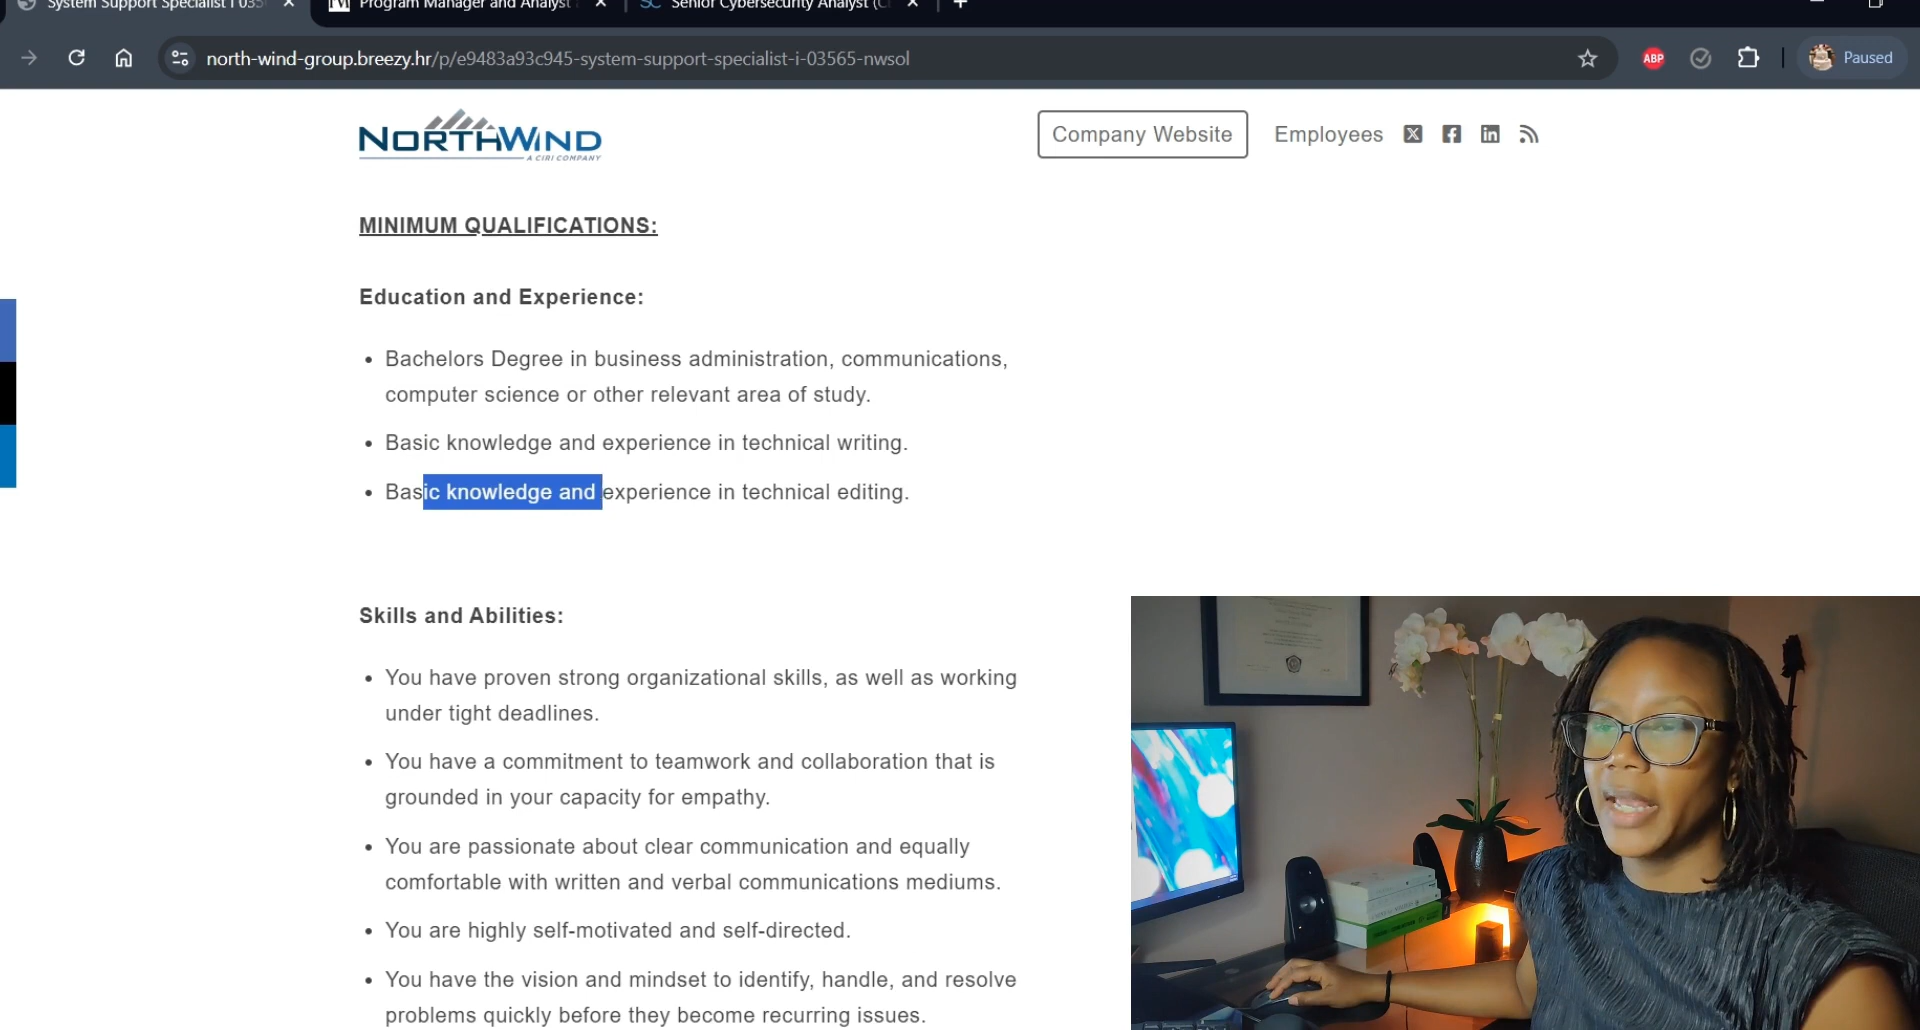 System Support Specialist I 035
Program Manager and Analyst
SC Senior Cybersecurity Analyst (C
north-wind-group.breezy.hr/p/e9483a93c945-system-support-specialist-i-03565-nwsol
ABP
Paused
NORTHWIND
A CIRI COMPANY
Company Website
Employees
MINIMUM QUALIFICATIONS:
Education and Experience:
• Bachelors Degree in business administration, communications,
computer science or other relevant area of study.
• Basic knowledge and experience in technical writing.
• Basic knowledge and experience in technical editing.
Skills and Abilities:
• You have proven strong organizational skills, as well as working
under tight deadlines.
• You have a commitment to teamwork and collaboration that is
grounded in your capacity for empathy.
• You are passionate about clear communication and equally
comfortable with written and verbal communications mediums.
• You are highly self-motivated and self-directed.
• You have the vision and mindset to identify, handle, and resolve
problems quickly before they become recurring issues.